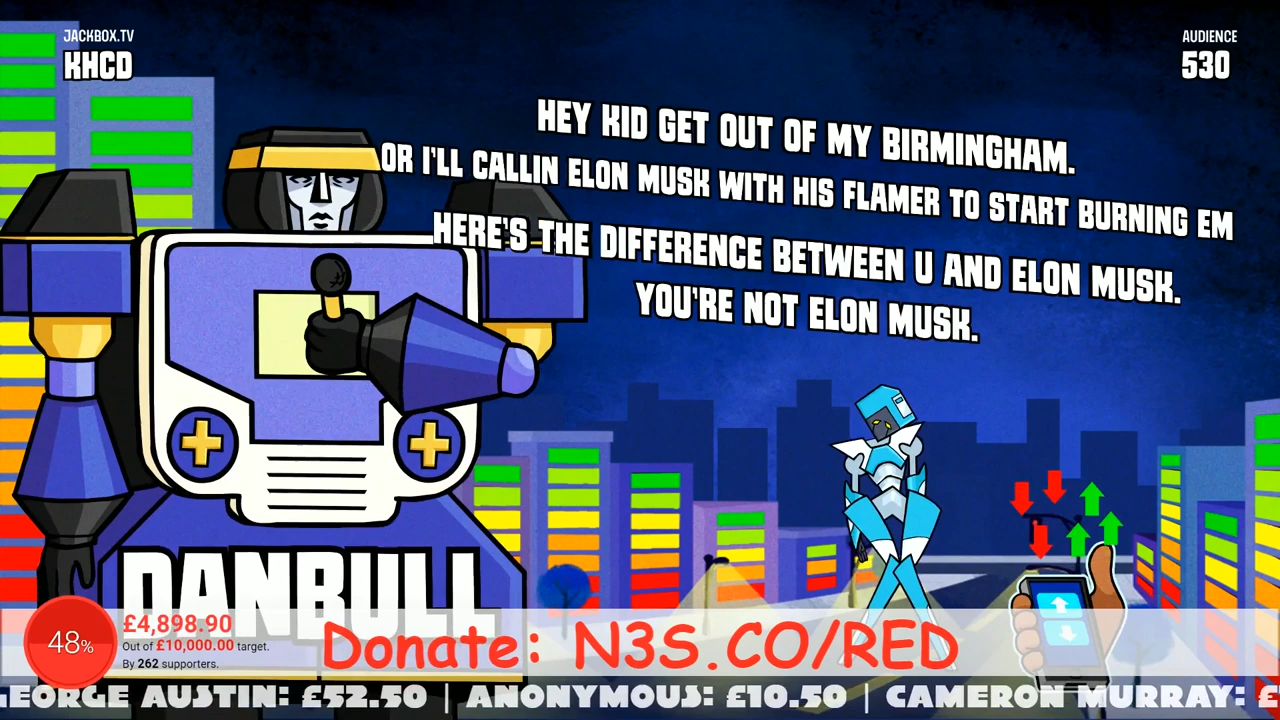 JACKBOX.TV
KHCD
AUDIENCE
530
HEY KID GET OUT OF MY BIRMINGHAM.
OR I'LL CALLIN ELON MUSK WITH HIS FLAMER TO START BURNING EM
HERE'S THE DIFFERENCE BETWEEN U AND ELON MUSK.
YOU'RE NOT ELON MUSK.
DANBULL
48%
£4,898.90
Out of £10,000.00 target.
By 262 supporters.
Donate: N3S.CO/RED
EORGE AUSTIN: £52.50 | ANONYMOUS: £10.50 | CAMERON MURRAY: £